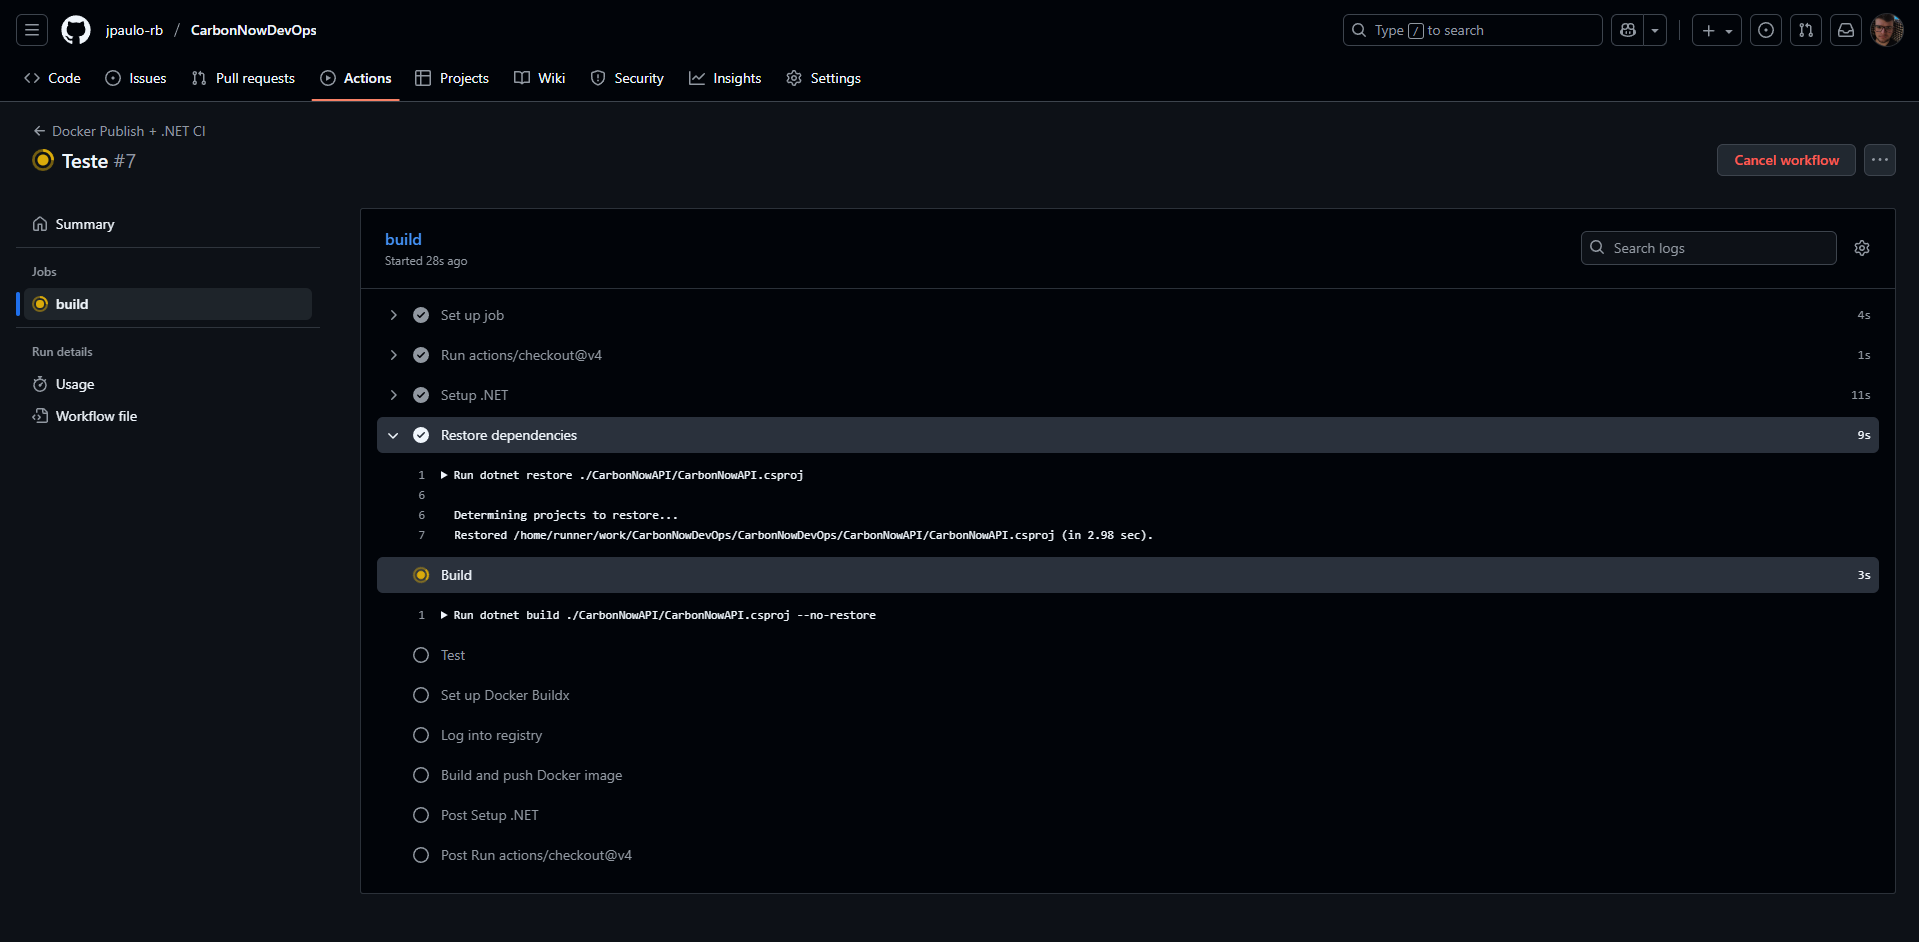 jpaulo-rb / CarbonNowDevOps
Type / to search
Code
Issues
Pull requests
Actions
Projects
Wiki
Security
Insights
Settings
Docker Publish + .NET CI
Teste #7
Cancel workflow
Summary
Jobs
build
Run details
Usage
Workflow file
build
Started 28s ago
Search logs
Set up job 4s
Run actions/checkout@v4 1s
Setup .NET 11s
Restore dependencies 9s
1 Run dotnet restore ./CarbonNowAPI/CarbonNowAPI.csproj
6
6 Determining projects to restore...
7 Restored /home/runner/work/CarbonNowDevOps/CarbonNowDevOps/CarbonNowAPI/CarbonNowAPI.csproj (in 2.98 sec).
Build 3s
1 Run dotnet build ./CarbonNowAPI/CarbonNowAPI.csproj --no-restore
Test
Set up Docker Buildx
Log into registry
Build and push Docker image
Post Setup .NET
Post Run actions/checkout@v4